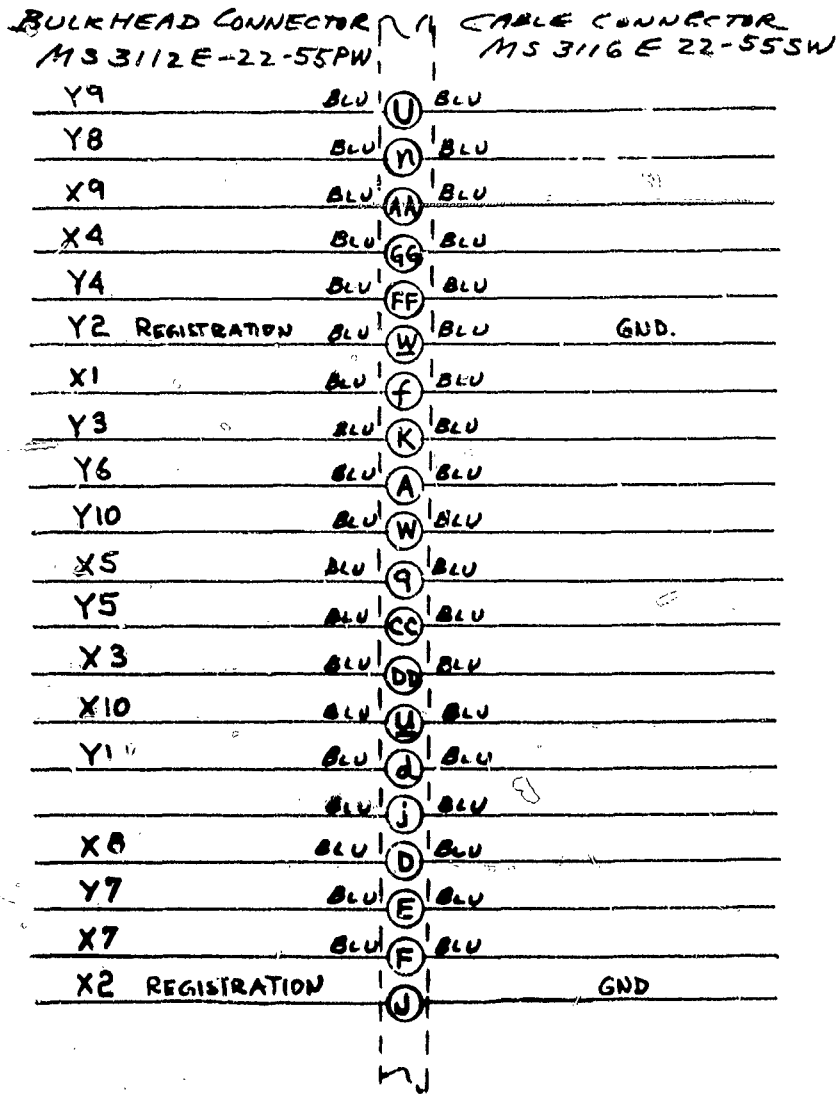 BULKHEAD CONNECTOR CABLE CONNECTOR
MS 3112E-22-55PW MS 3116 E 22-55SW
Y9 BLU U BLU
Y8 BLU n BLU
X9 BLU AA BLU
X4 BLU GG BLU
Y4 BLU FF BLU
Y2 REGISTRATION BLU W BLU GND.
X1 BLU f BLU
Y3 BLU K BLU
Y6 BLU A BLU
Y10 BLU W BLU
X5 BLU q BLU
Y5 BLU CC BLU
X3 BLU DD BLU
X10 BLU U BLU
Y1 BLU d BLU
BLU j BLU
X8 BLU D BLU
Y7 BLU E BLU
X7 BLU F BLU
X2 REGISTRATION J GND